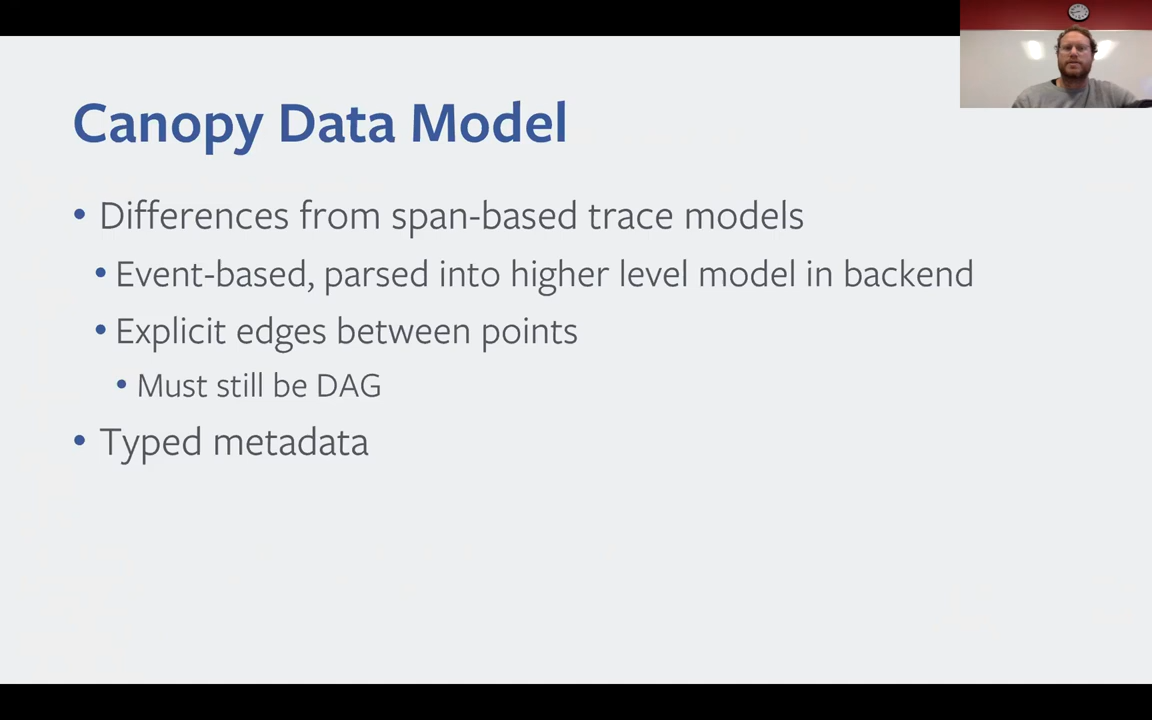 Canopy Data Model
• Differences from span-based trace models
• Event-based, parsed into higher level model in backend
• Explicit edges between points
• Must still be DAG
• Typed metadata